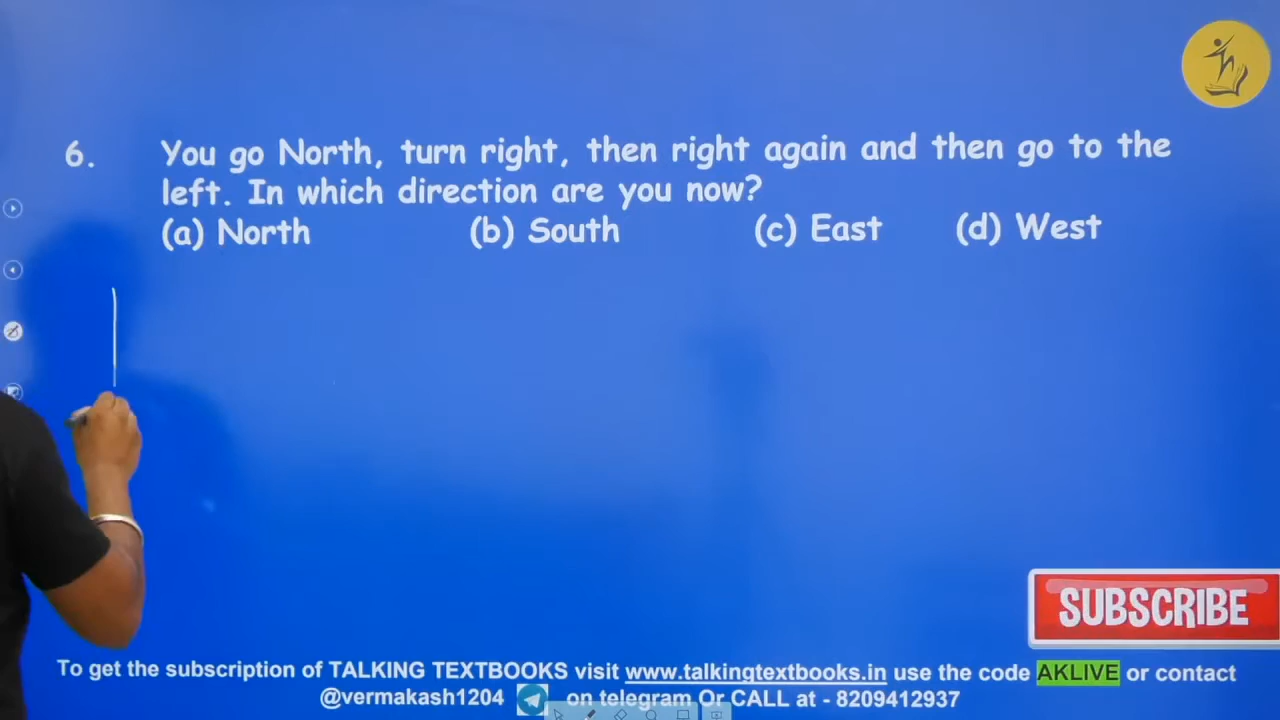 6. You go North, turn right, then right again and then go to the
left. In which direction are you now?
(a) North (b) South (c) East (d) West
SUBSCRIBE
To get the subscription of TALKING TEXTBOOKS visit www.talkingtextbooks.in use the code AKLIVE or contact
@vermakash1204 on telegram Or CALL at - 8209412937